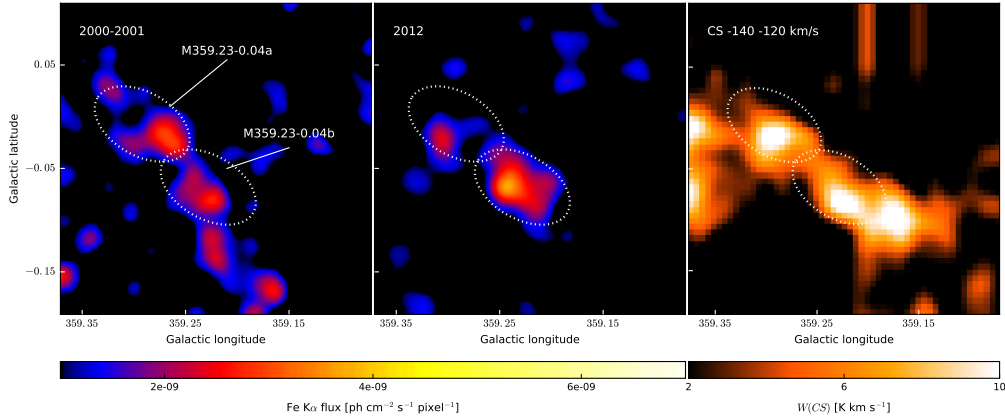 2000-2001
2012
CS -140 -120 km/s
M359.23-0.04a
M359.23-0.04b
Galactic latitude
0.05
−0.05
−0.15
359.35
359.25
359.15
359.35
359.25
359.15
359.35
359.25
359.15
Galactic longitude
Galactic longitude
Galactic longitude
2e-09
4e-09
6e-09
2
6
10
Fe Kα flux [ph cm⁻² s⁻¹ pixel⁻¹]
W(CS) [K km s⁻¹]